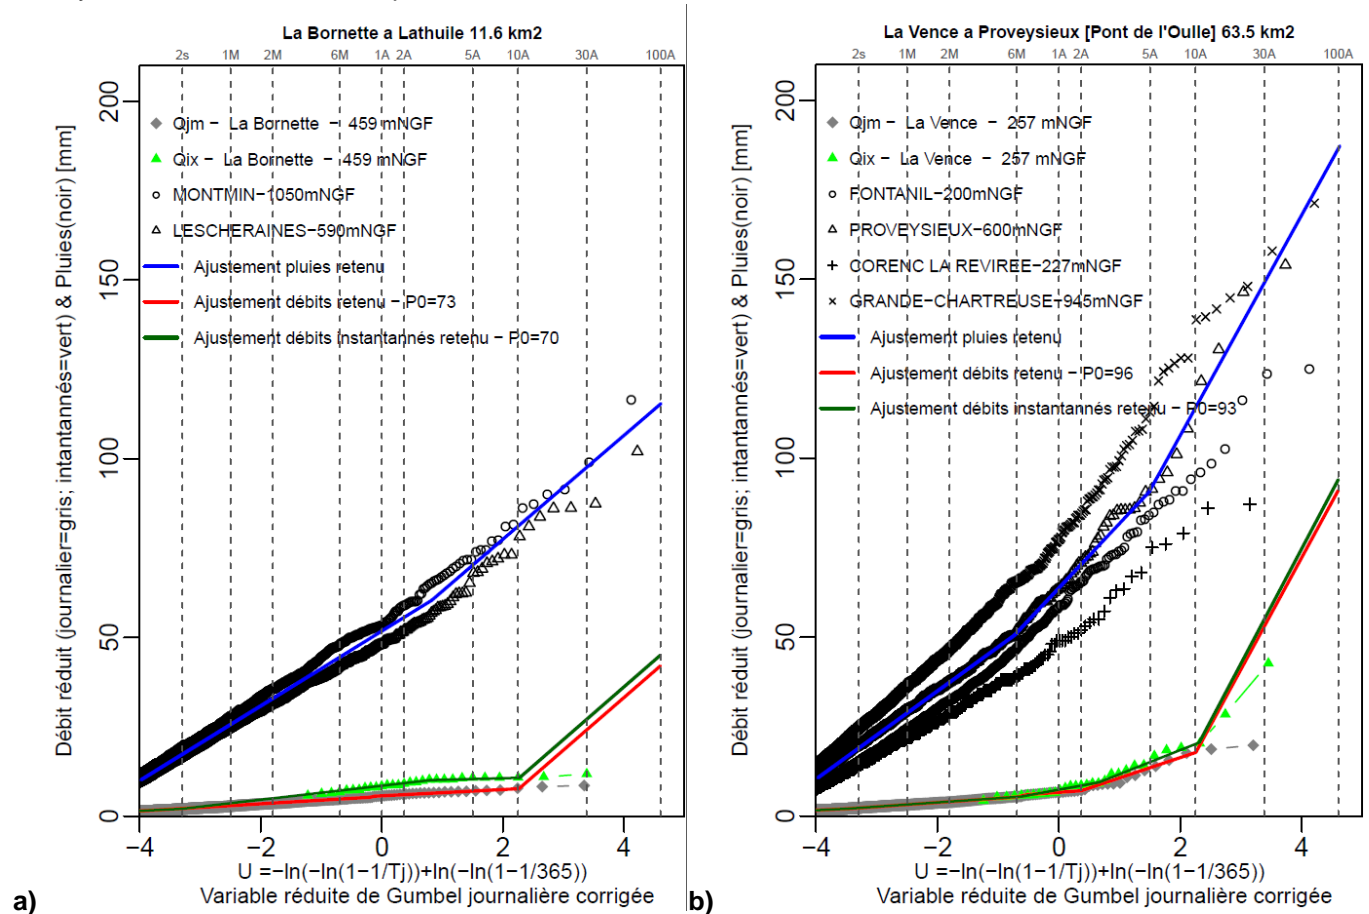 La Bornette a Lathuile 11.6 km2
2s 1M 2M 6M 1A 2A 5A 10A 30A 100A
Débit réduit (journalier=gris; intantannés=vert) & Pluies(noir) [mm]
200
150
100
50
0
Qjm − La Bornette − 459 mNGF
Qix − La Bornette − 459 mNGF
MONTMIN−1050mNGF
LESCHERAINES−590mNGF
Ajustement pluies retenu
Ajustement débits retenu − P0=73
Ajustement débits instantannés retenu − P0=70
−4 −2 0 2 4
U =−ln(−ln(1−1/Tj))+ln(−ln(1−1/365))
Variable réduite de Gumbel journalière corrigée
a)
La Vence a Proveysieux [Pont de l'Oulle] 63.5 km2
2s 1M 2M 6M 1A 2A 5A 10A 30A 100A
Débit réduit (journalier=gris; intantannés=vert) & Pluies(noir) [mm]
200
150
100
50
0
Qjm − La Vence − 257 mNGF
Qix − La Vence − 257 mNGF
FONTANIL−200mNGF
PROVEYSIEUX−600mNGF
CORENC LA REVIREE−227mNGF
GRANDE−CHARTREUSE−945mNGF
Ajustement pluies retenu
Ajustement débits retenu − P0=96
Ajustement débits instantannés retenu − P0=93
−4 −2 0 2 4
U =−ln(−ln(1−1/Tj))+ln(−ln(1−1/365))
Variable réduite de Gumbel journalière corrigée
b)